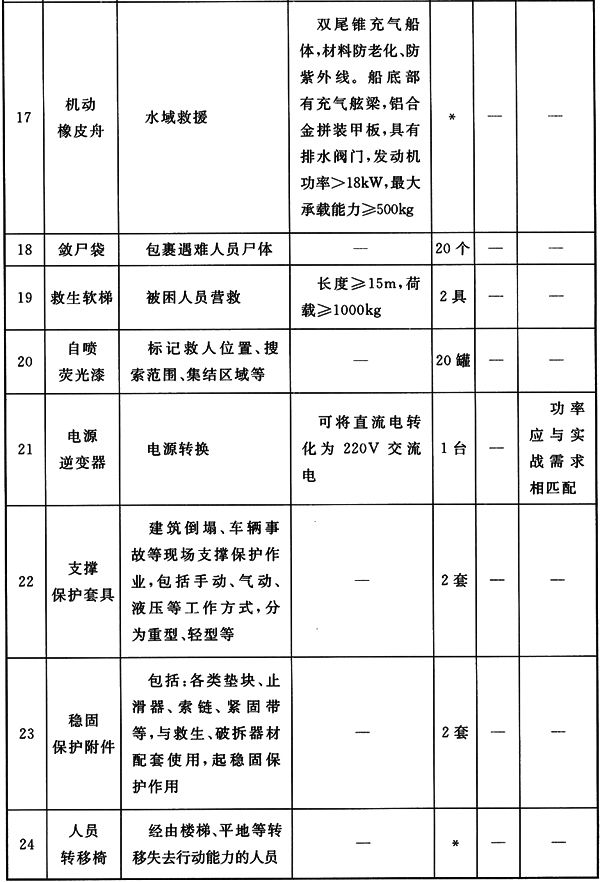 17
机动
橡皮舟
水域救援
双尾锥充气船
体,材料防老化、防
紫外线。船底部
有充气舷梁,铝合
金拼装甲板,具有
排水阀门,发动机
功率>18kW,最大
承载能力≥500kg
*
—
—
18
敛尸袋
包裹遇难人员尸体
—
20个
—
—
19
救生软梯
被困人员营救
长度≥15m,荷
载≥1000kg
2具
—
—
20
自喷
荧光漆
标记救人位置、搜
索范围、集结区域等
—
20罐
—
—
21
电源
逆变器
电源转换
可将直流电转
化为220V交流
电
1台
—
功率
应与实
战需求
相匹配
22
支撑
保护套具
建筑倒塌、车辆事
故等现场支撑保护作
业,包括手动、气动、
液压等工作方式,分
为重型、轻型等
—
2套
—
—
23
稳固
保护附件
包括:各类垫块、止
滑器、索链、紧固带
等,与救生、破拆器材
配套使用,起稳固保
护作用
—
2套
—
—
24
人员
转移椅
经由楼梯、平地等转
移失去行动能力的人员
—
*
—
—